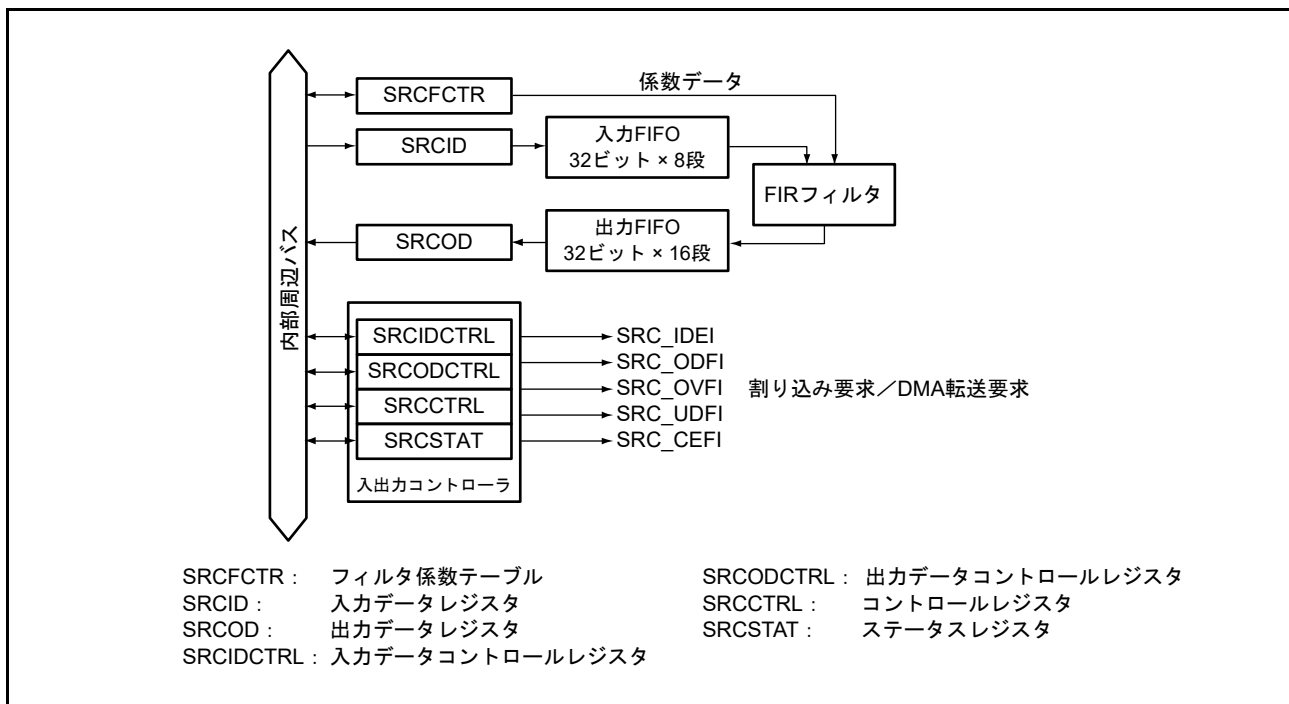 係数データ
SRCFCTR
SRCID
入力FIFO
32ビット × 8段
FIRフィルタ
SRCOD
出力FIFO
32ビット × 16段
内部周辺バス
SRCIDCTRL
SRCODCTRL
SRCCTRL
SRCSTAT
入出力コントローラ
SRC_IDEI
SRC_ODFI
SRC_OVFI
SRC_UDFI
SRC_CEFI
割り込み要求／DMA転送要求
SRCFCTR： フィルタ係数テーブル
SRCID： 入力データレジスタ
SRCOD： 出力データレジスタ
SRCIDCTRL：入力データコントロールレジスタ
SRCODCTRL：出力データコントロールレジスタ
SRCCTRL： コントロールレジスタ
SRCSTAT： ステータスレジスタ